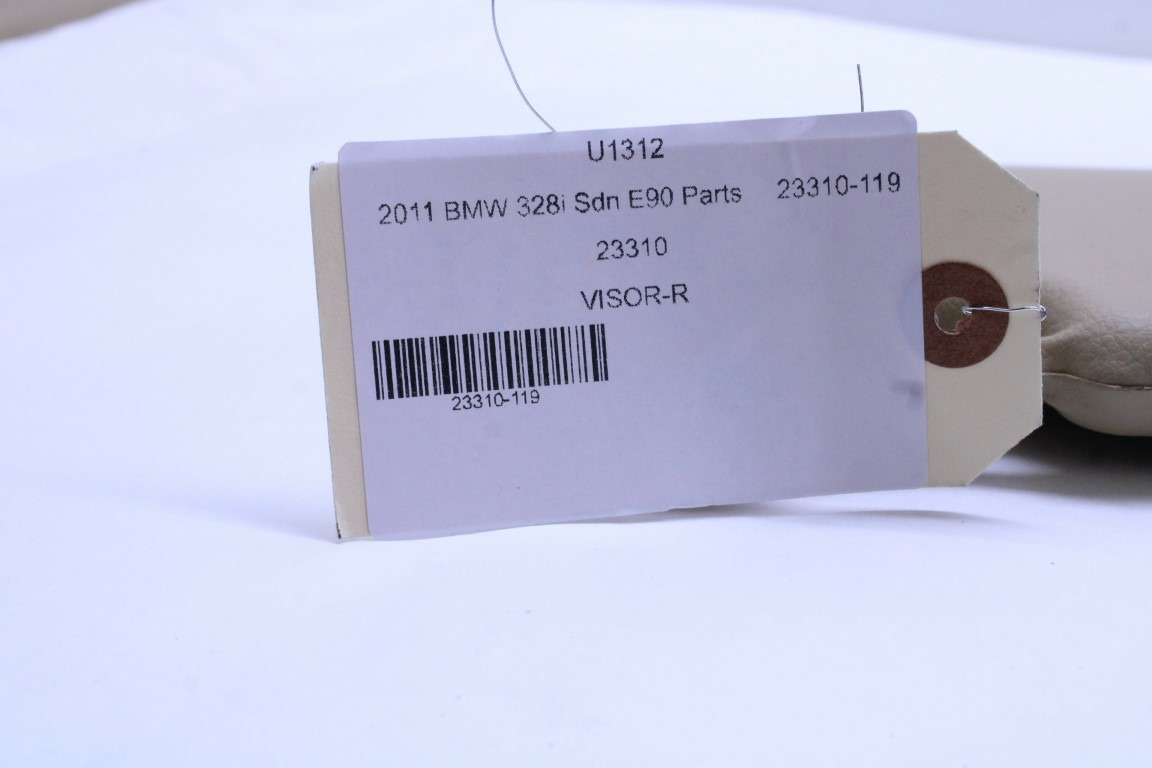 U1312
2011 BMW 328i Sdn E90 Parts 23310-119
23310
VISOR-R
23310-119